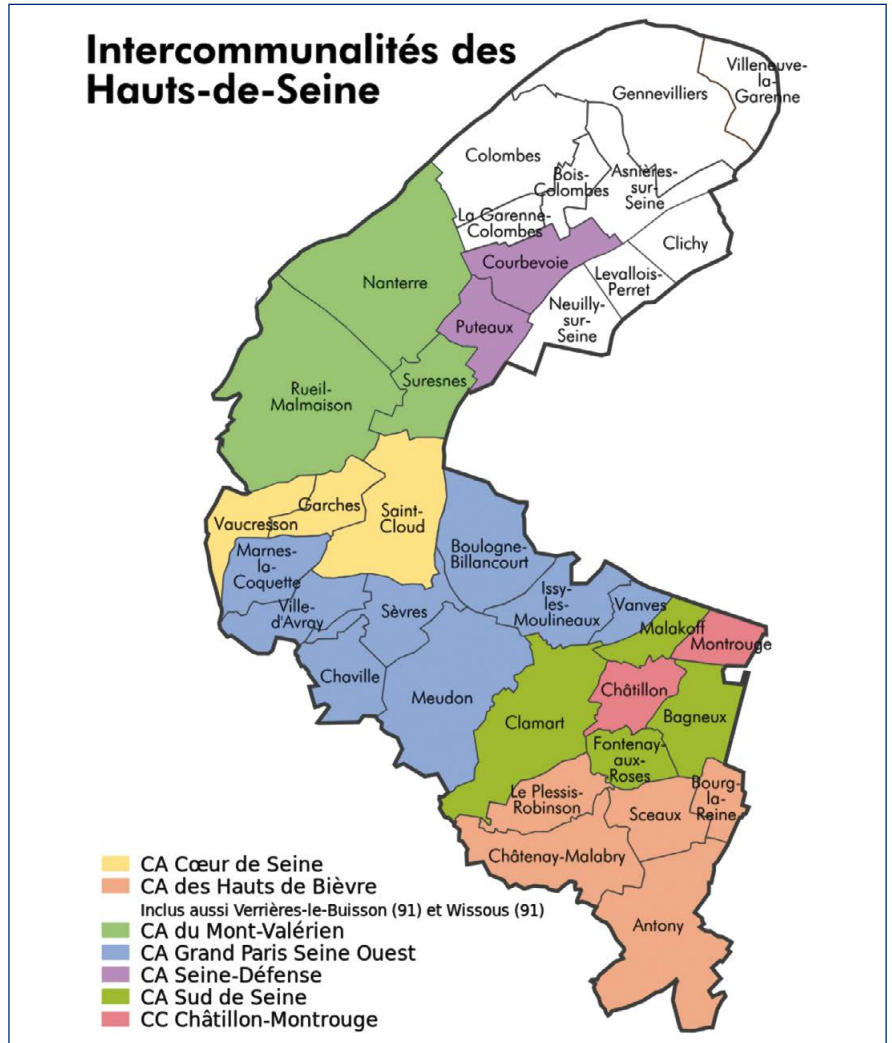 Intercommunalités des
Hauts-de-Seine
Villeneuve-
la-
Garenne
Gennevilliers
Colombes
Bois-
Colombes
Asnières-
sur-
Seine
La Garenne-
Colombes
Clichy
Courbevoie
Levallois-
Perret
Nanterre
Neuilly-
sur-
Seine
Puteaux
Suresnes
Rueil-
Malmaison
Garches
Saint-
Cloud
Vaucresson
Marnes-
la-
Coquette
Boulogne-
Billancourt
Ville-
d'Avray
Sèvres
Issy-
les-
Moulineaux
Vanves
Malakoff
Montrouge
Chaville
Meudon
Châtillon
Clamart
Bagneux
Fontenay-
aux-
Roses
Le Plessis-
Robinson
Sceaux
Bourg-
la-
Reine
Châtenay-Malabry
Antony
CA Cœur de Seine
CA des Hauts de Bièvre
Inclus aussi Verrières-le-Buisson (91) et Wissous (91)
CA du Mont-Valérien
CA Grand Paris Seine Ouest
CA Seine-Défense
CA Sud de Seine
CC Châtillon-Montrouge